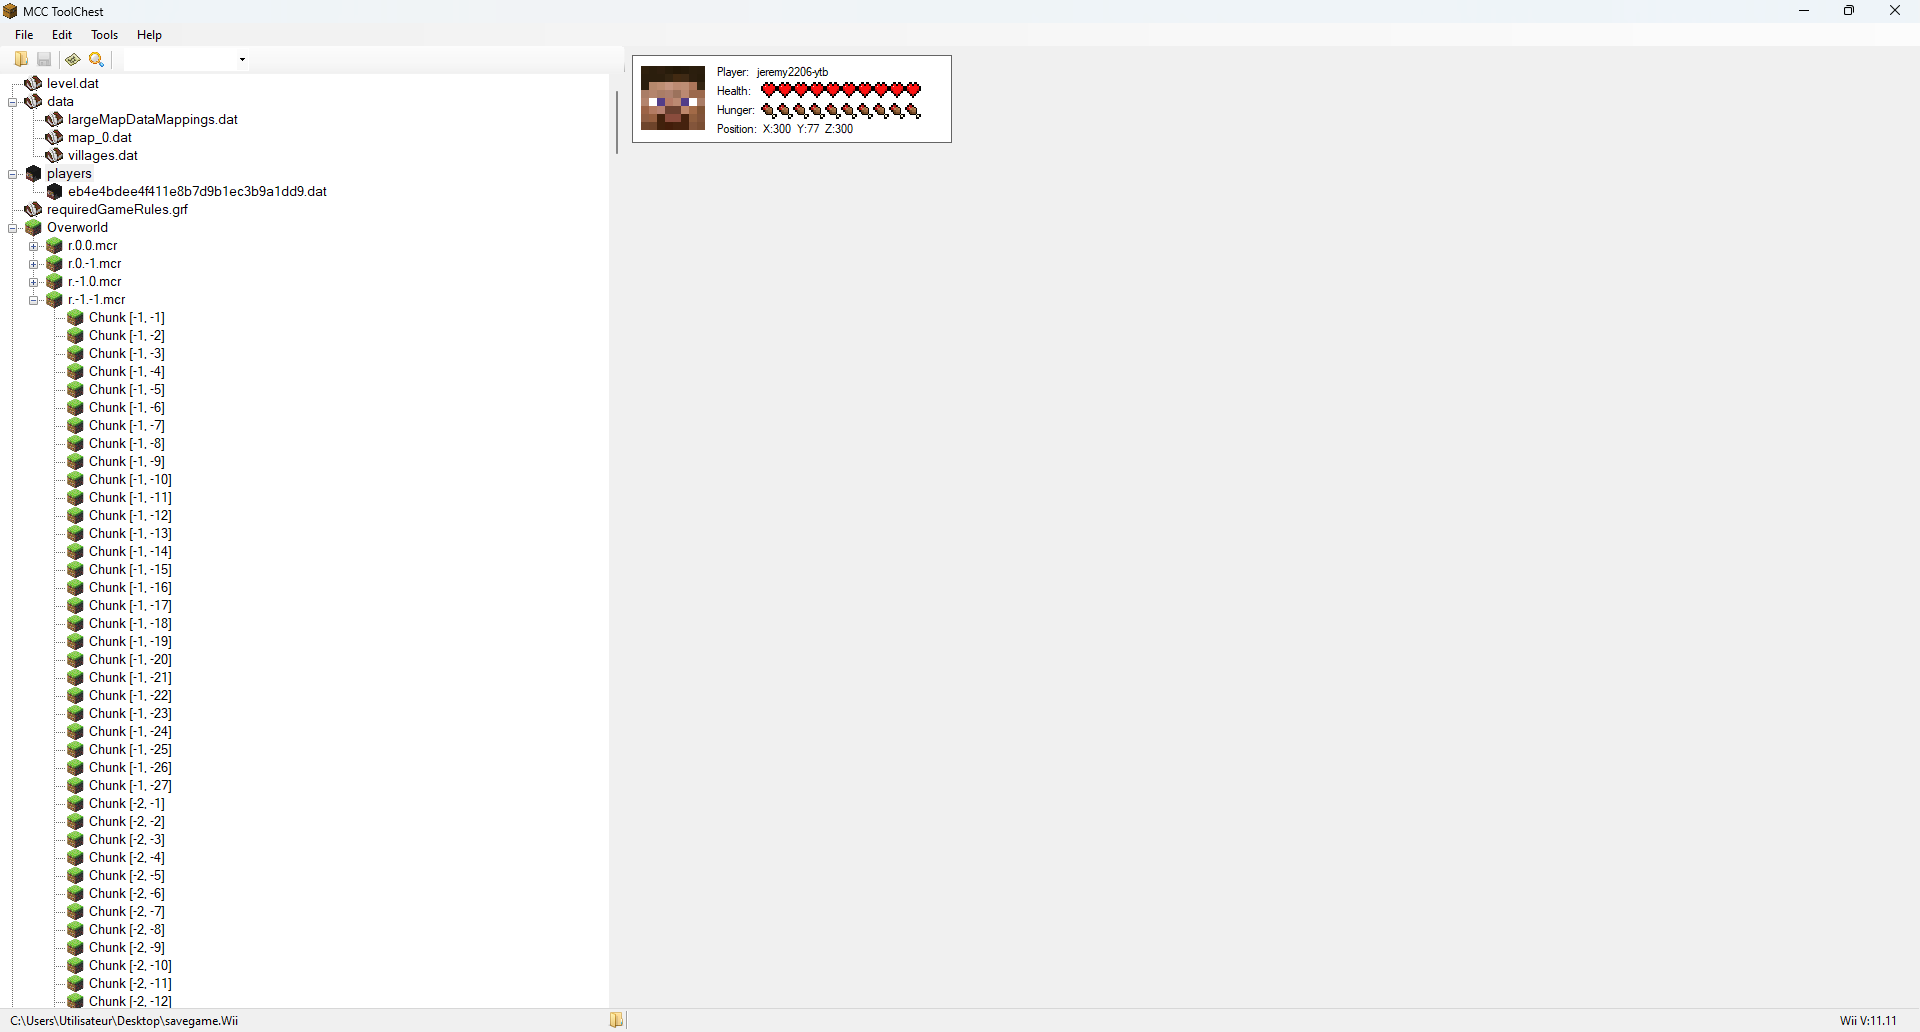 MCC ToolChest
File Edit Tools Help
level.dat
data
largeMapDataMappings.dat
map_0.dat
villages.dat
players
eb4e4bdee4f411e8b7d9b1ec3b9a1dd9.dat
requiredGameRules.grf
Overworld
r.0.0.mcr
r.0.-1.mcr
r.-1.0.mcr
r.-1.-1.mcr
Chunk [-1, -1]
Chunk [-1, -2]
Chunk [-1, -3]
Chunk [-1, -4]
Chunk [-1, -5]
Chunk [-1, -6]
Chunk [-1, -7]
Chunk [-1, -8]
Chunk [-1, -9]
Chunk [-1, -10]
Chunk [-1, -11]
Chunk [-1, -12]
Chunk [-1, -13]
Chunk [-1, -14]
Chunk [-1, -15]
Chunk [-1, -16]
Chunk [-1, -17]
Chunk [-1, -18]
Chunk [-1, -19]
Chunk [-1, -20]
Chunk [-1, -21]
Chunk [-1, -22]
Chunk [-1, -23]
Chunk [-1, -24]
Chunk [-1, -25]
Chunk [-1, -26]
Chunk [-1, -27]
Chunk [-2, -1]
Chunk [-2, -2]
Chunk [-2, -3]
Chunk [-2, -4]
Chunk [-2, -5]
Chunk [-2, -6]
Chunk [-2, -7]
Chunk [-2, -8]
Chunk [-2, -9]
Chunk [-2, -10]
Chunk [-2, -11]
Chunk [-2, -12]
Player: jeremy2206-ytb
Health:
Hunger:
Position: X:300 Y:77 Z:300
C:\Users\Utilisateur\Desktop\savegame.Wii
Wii V:11.11